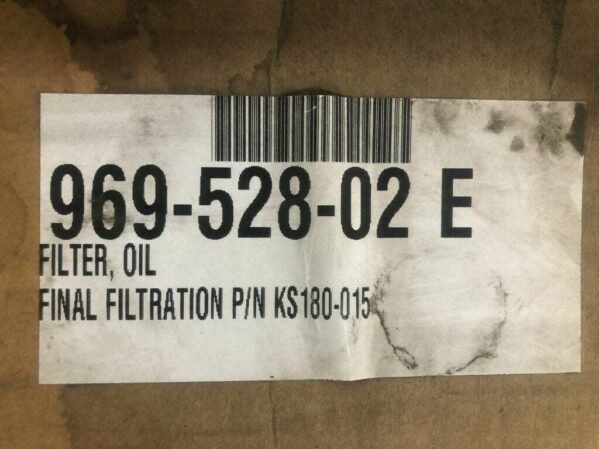 969-528-02 E
FILTER, OIL
FINAL FILTRATION P/N KS180-015